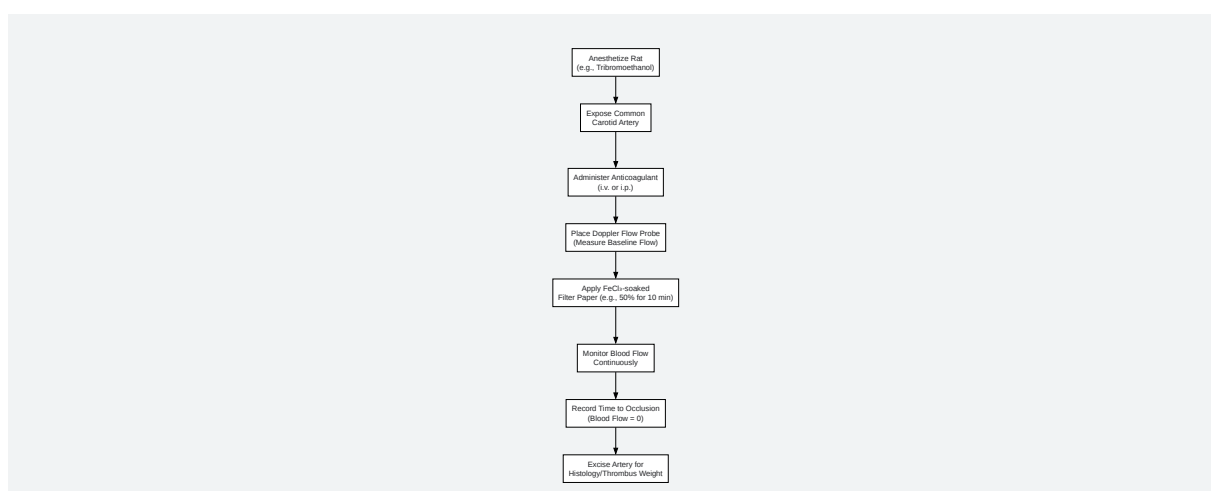 Anesthetize Rat
(e.g., Tribromoethanol)
Expose Common
Carotid Artery
Administer Anticoagulant
(i.v. or i.p.)
Place Doppler Flow Probe
(Measure Baseline Flow)
Apply FeCl₃-soaked
Filter Paper (e.g., 50% for 10 min)
Monitor Blood Flow
Continuously
Record Time to Occlusion
(Blood Flow = 0)
Excise Artery for
Histology/Thrombus Weight